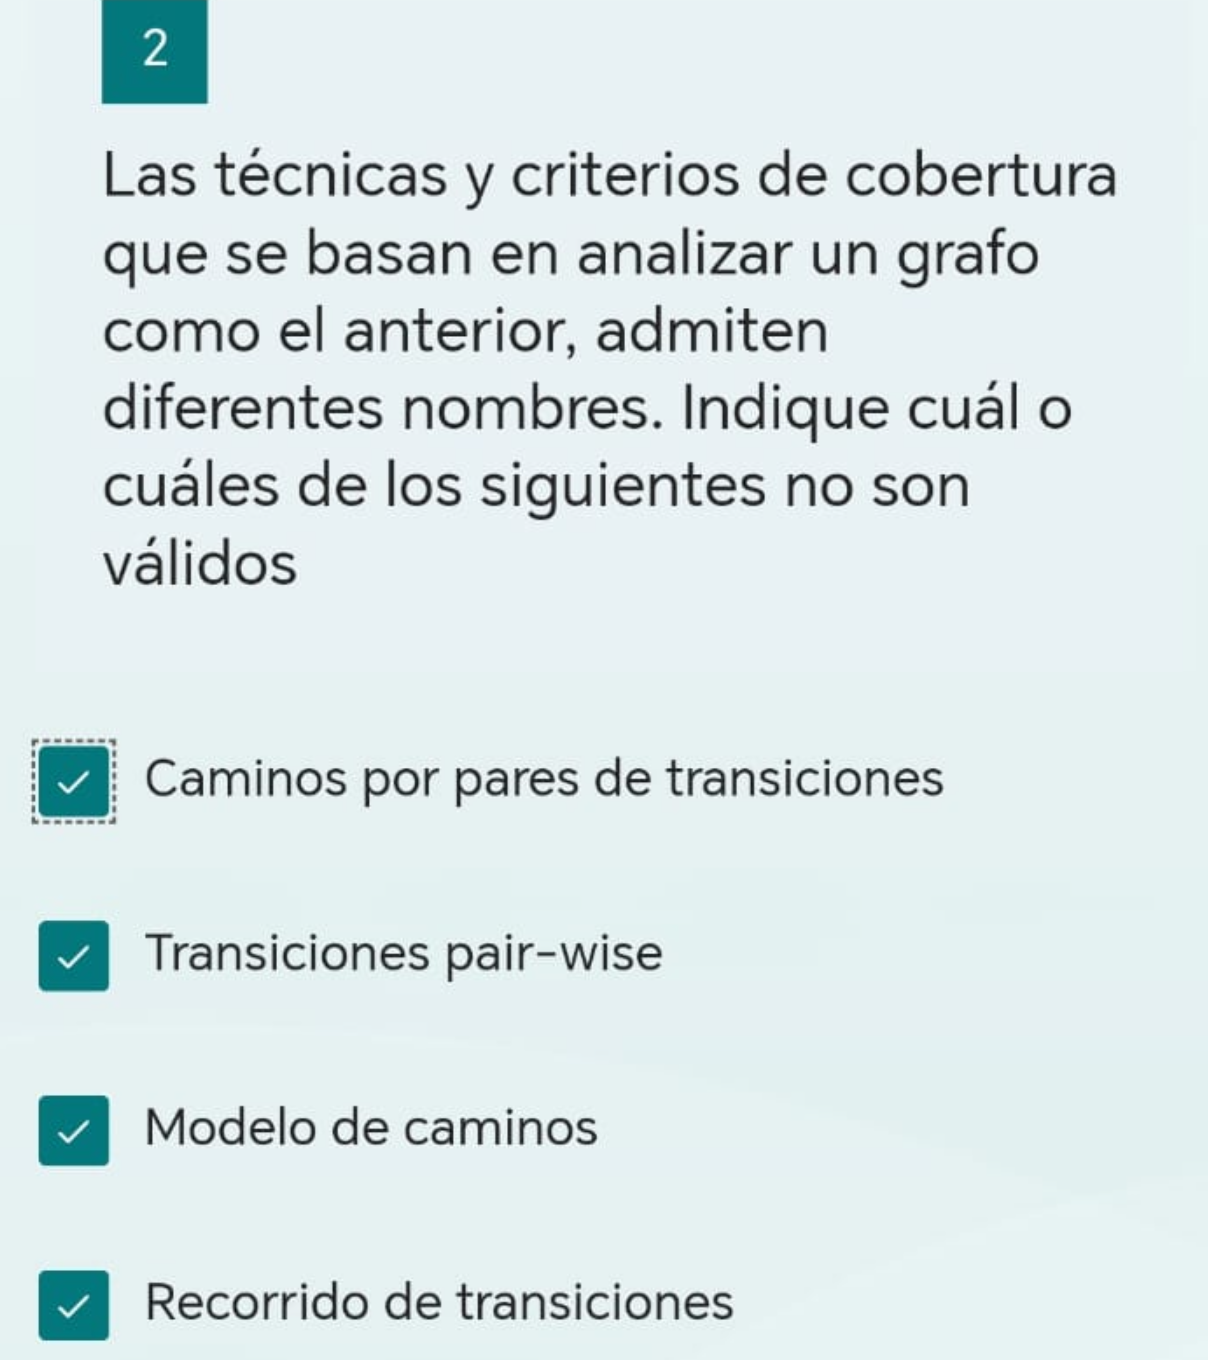 2
Las técnicas y criterios de cobertura
que se basan en analizar un grafo
como el anterior, admiten
diferentes nombres. Indique cuál o
cuáles de los siguientes no son
válidos
Caminos por pares de transiciones
Transiciones pair-wise
Modelo de caminos
Recorrido de transiciones